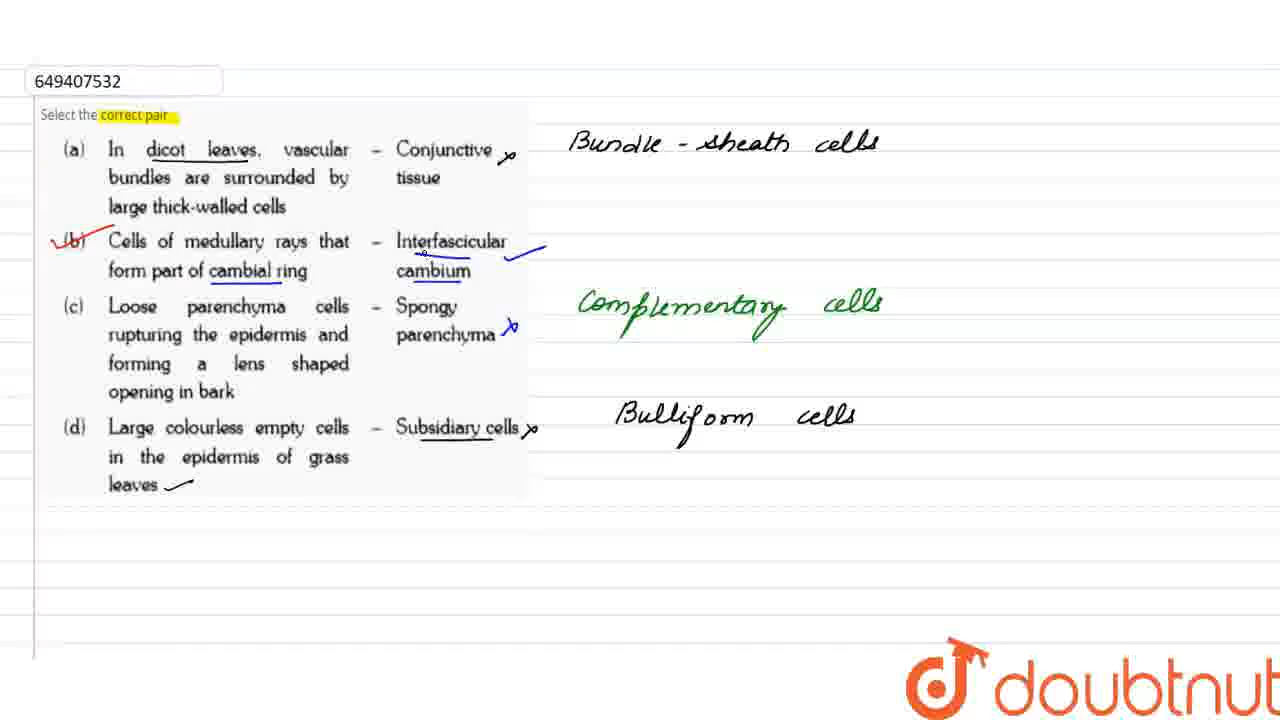 649407532
Select the correct pair
(a) In dicot leaves, vascular - Conjunctive
bundles are surrounded by tissue
large thick-walled cells
Bundle - sheath cells
(b) Cells of medullary rays that - Interfascicular
form part of cambial ring cambium
(c) Loose parenchyma cells - Spongy
rupturing the epidermis and parenchyma
forming a lens shaped
opening in bark
Complementary cells
(d) Large colourless empty cells - Subsidiary cells
in the epidermis of grass
leaves
Bulliform cells
doubtnut